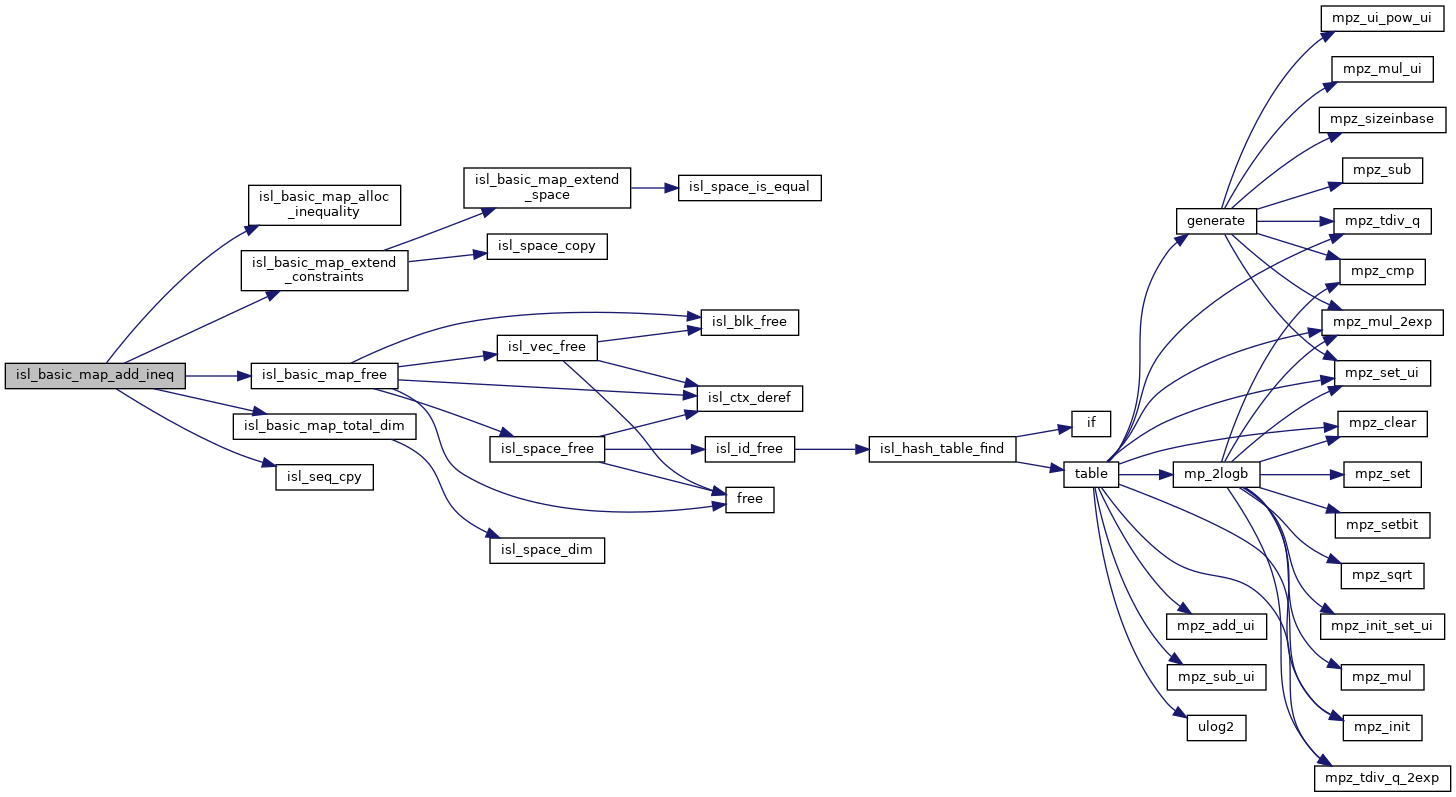 isl_basic_map_add_ineq
isl_basic_map_alloc
_inequality
isl_basic_map_extend
_constraints
isl_basic_map_free
isl_basic_map_total_dim
isl_seq_cpy
isl_basic_map_extend
_space
isl_space_copy
isl_vec_free
isl_space_free
isl_space_dim
isl_space_is_equal
isl_blk_free
isl_ctx_deref
isl_id_free
free
isl_hash_table_find
if
table
generate
mp_2logb
mpz_add_ui
mpz_sub_ui
ulog2
mpz_ui_pow_ui
mpz_mul_ui
mpz_sizeinbase
mpz_sub
mpz_tdiv_q
mpz_cmp
mpz_mul_2exp
mpz_set_ui
mpz_clear
mpz_set
mpz_setbit
mpz_sqrt
mpz_init_set_ui
mpz_mul
mpz_init
mpz_tdiv_q_2exp